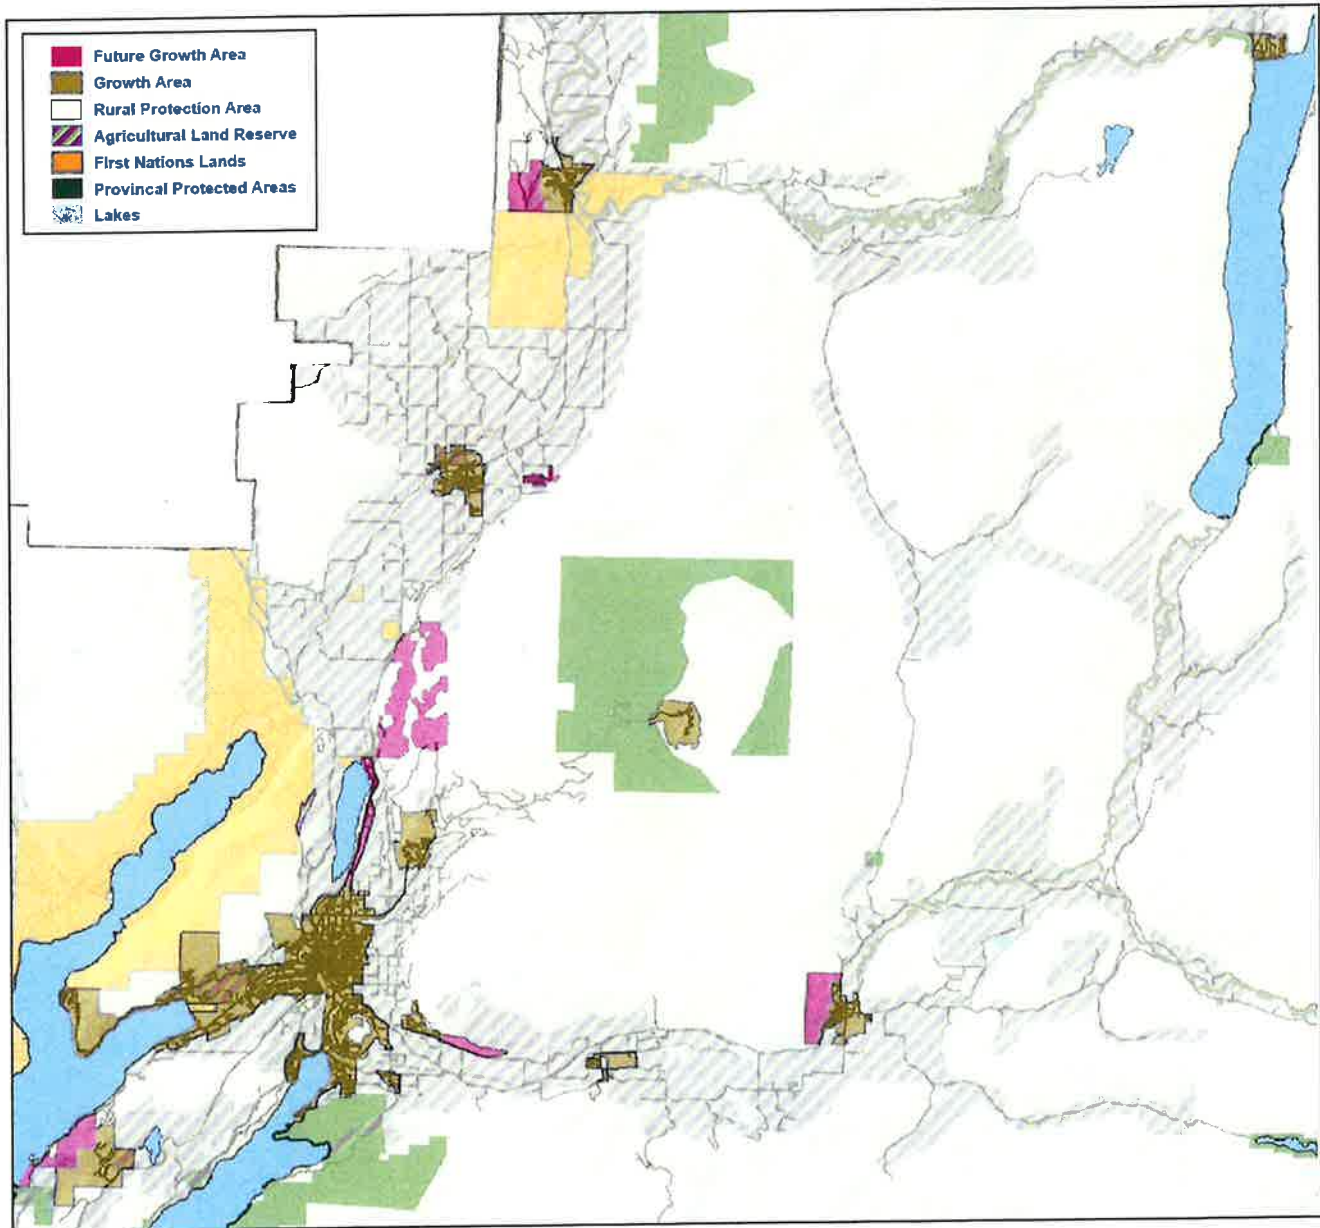 Future Growth Area
Growth Area
Rural Protection Area
Agricultural Land Reserve
First Nations Lands
Provincal Protected Areas
Lakes